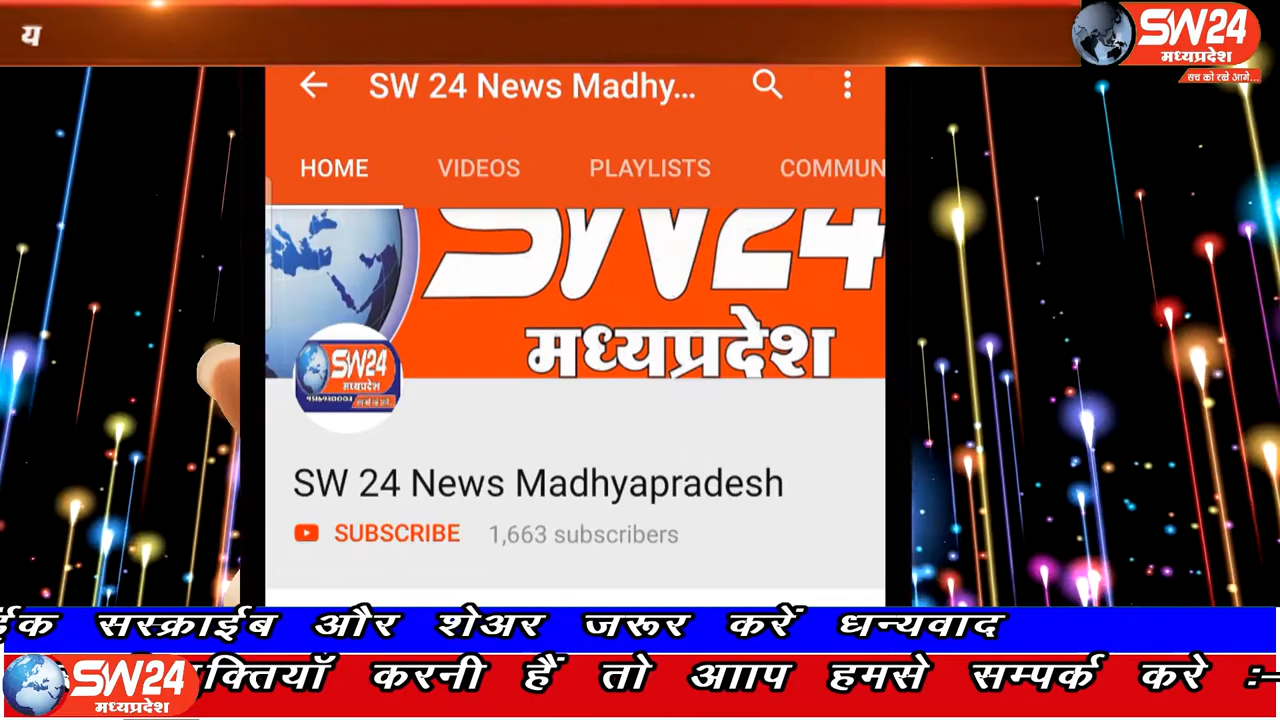 य
SW24
मध्यप्रदेश
सच को रखे आगे...
SW 24 News Madhy...
HOME VIDEOS PLAYLISTS COMMUN
SW24
मध्यप्रदेश
SW24
मध्यप्रदेश
SW 24 News Madhyapradesh
SUBSCRIBE 1,663 subscribers
ईक सस्क्राईब और शेअर जरूर करें धन्यवाद
क्तियॉ करनी हैं तो आाप हमसे सम्पर्क करे :-
SW24
मध्यप्रदेश